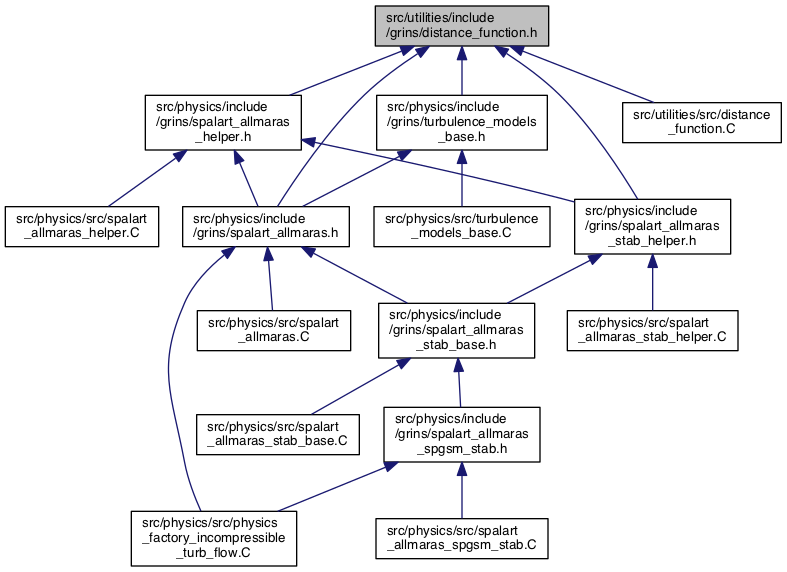 src/utilities/include
/grins/distance_function.h
src/physics/include
/grins/spalart_allmaras
_helper.h
src/physics/include
/grins/turbulence_models
_base.h
src/utilities/src/distance
_function.C
src/physics/src/spalart
_allmaras_helper.C
src/physics/include
/grins/spalart_allmaras.h
src/physics/src/turbulence
_models_base.C
src/physics/include
/grins/spalart_allmaras
_stab_helper.h
src/physics/src/spalart
_allmaras.C
src/physics/include
/grins/spalart_allmaras
_stab_base.h
src/physics/src/spalart
_allmaras_stab_helper.C
src/physics/src/spalart
_allmaras_stab_base.C
src/physics/include
/grins/spalart_allmaras
_spgsm_stab.h
src/physics/src/physics
_factory_incompressible
_turb_flow.C
src/physics/src/spalart
_allmaras_spgsm_stab.C